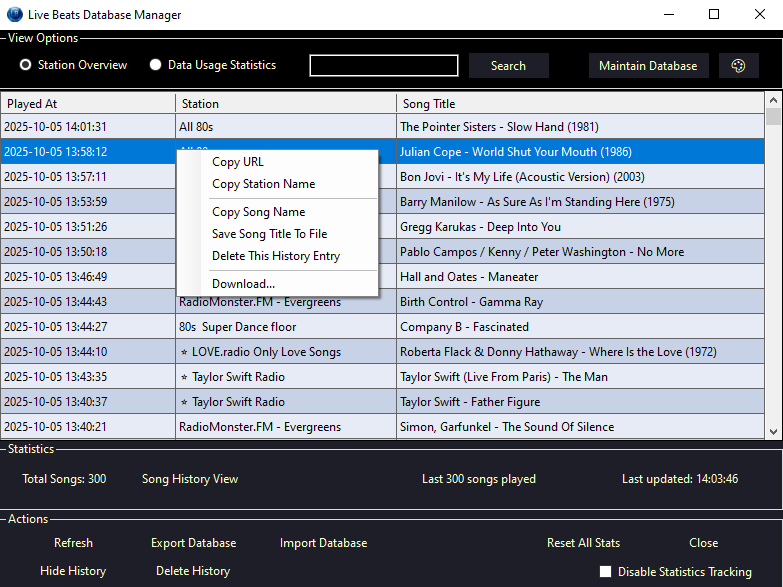 Live Beats Database Manager
View Options
Station Overview Data Usage Statistics Search Maintain Database
Played At Station Song Title
2025-10-05 14:01:31 All 80s The Pointer Sisters - Slow Hand (1981)
2025-10-05 13:58:12 Julian Cope - World Shut Your Mouth (1986)
Copy URL
2025-10-05 13:57:11 Bon Jovi - It's My Life (Acoustic Version) (2003)
Copy Station Name
2025-10-05 13:53:59 Barry Manilow - As Sure As I'm Standing Here (1975)
Copy Song Name
2025-10-05 13:51:26 Gregg Karukas - Deep Into You
Save Song Title To File
2025-10-05 13:50:18 Pablo Campos / Kenny / Peter Washington - No More
Delete This History Entry
2025-10-05 13:46:49 Hall and Oates - Maneater
Download...
2025-10-05 13:44:43 RadioMonster.FM - Evergreens Birth Control - Gamma Ray
2025-10-05 13:44:27 80s Super Dance floor Company B - Fascinated
2025-10-05 13:44:10 * LOVE.radio Only Love Songs Roberta Flack & Donny Hathaway - Where Is the Love (1972)
2025-10-05 13:43:35 * Taylor Swift Radio Taylor Swift (Live From Paris) - The Man
2025-10-05 13:40:37 * Taylor Swift Radio Taylor Swift - Father Figure
2025-10-05 13:40:21 RadioMonster.FM - Evergreens Simon, Garfunkel - The Sound Of Silence
Statistics
Total Songs: 300 Song History View Last 300 songs played Last updated: 14:03:46
Actions
Refresh Export Database Import Database Reset All Stats Close
Hide History Delete History Disable Statistics Tracking